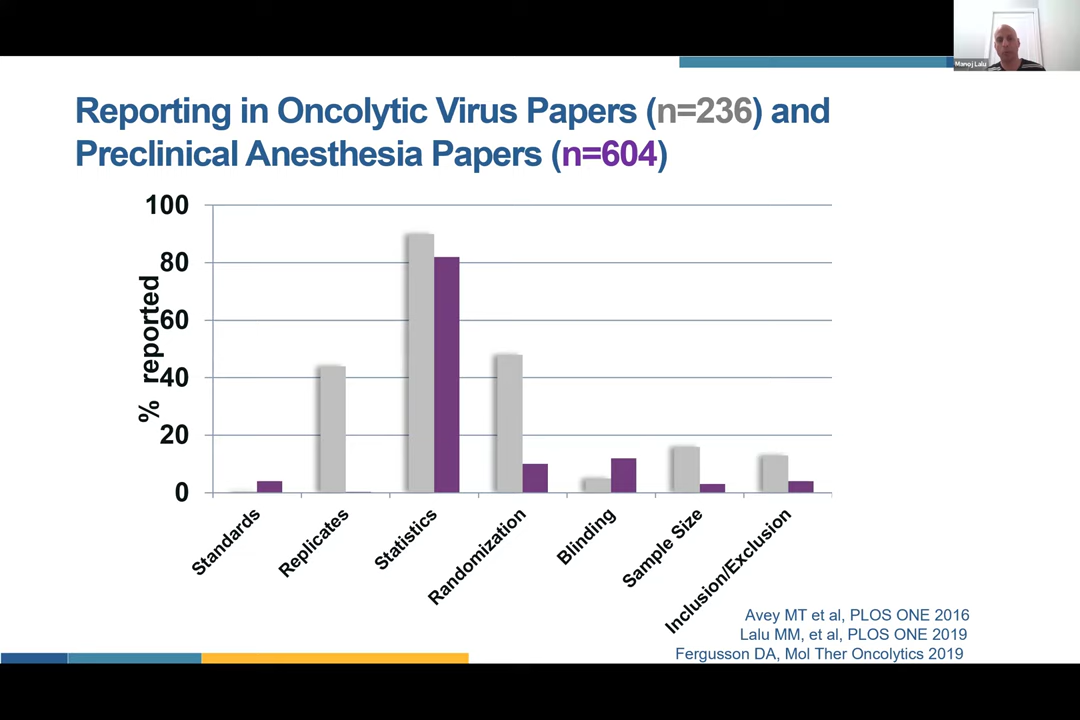 Manoj Lalu
Reporting in Oncolytic Virus Papers (n=236) and
Preclinical Anesthesia Papers (n=604)
% reported
100
80
60
40
20
0
Standards
Replicates
Statistics
Randomization
Blinding
Sample Size
Inclusion/Exclusion
Avey MT et al, PLOS ONE 2016
Lalu MM, et al, PLOS ONE 2019
Fergusson DA, Mol Ther Oncolytics 2019